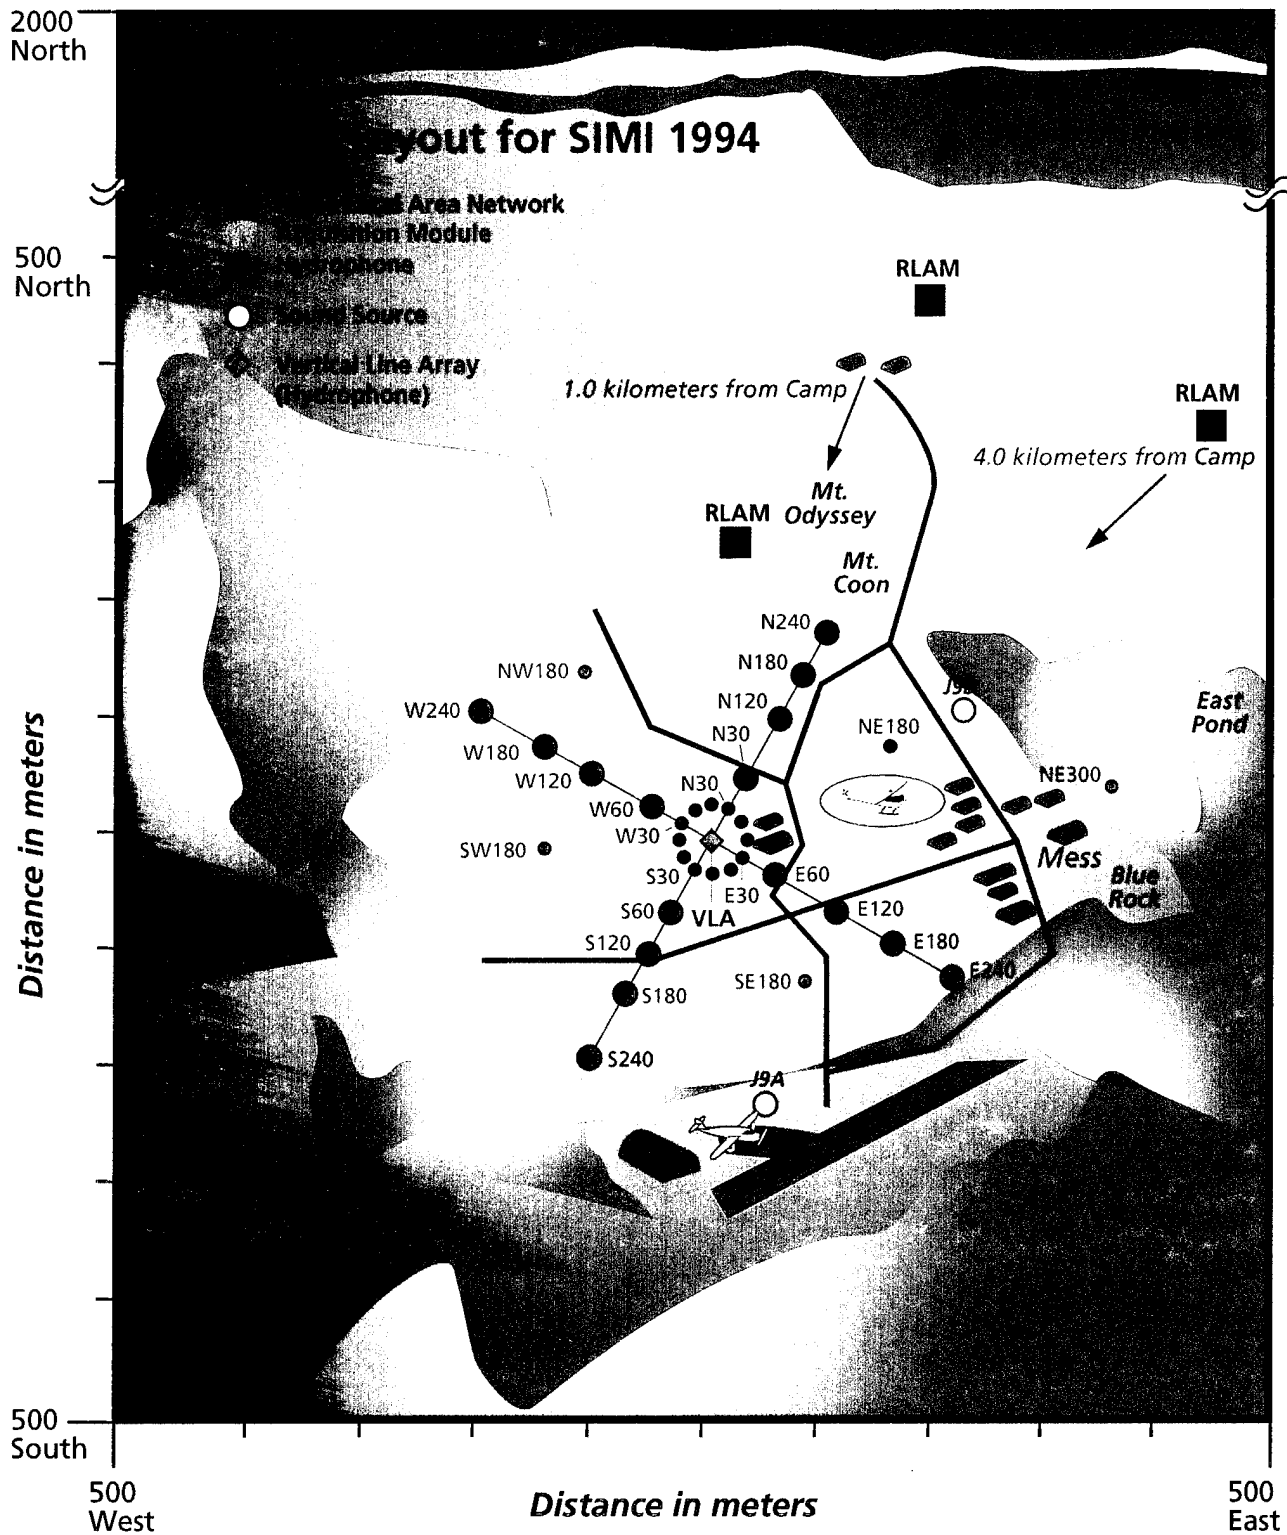 2000
North
yout for SIMI 1994
Area Network
Module
500
North
Hydrophone
RLAM
Sound Source
Vertical Line Array
(Hydrophone)
1.0 kilometers from Camp
RLAM
4.0 kilometers from Camp
Mt.
Odyssey
RLAM
Mt.
Coon
N240
N180
NW180
J9B
N120
W240
East
Pond
NE180
N30
W180
NE300
W120
N30
W60
W30
SW180
Mess
S30
E60
Blue
Rock
E30
S60
VLA
E120
S120
E180
E240
SE180
S180
S240
J9A
Distance in meters
500
South
500
West
Distance in meters
500
East